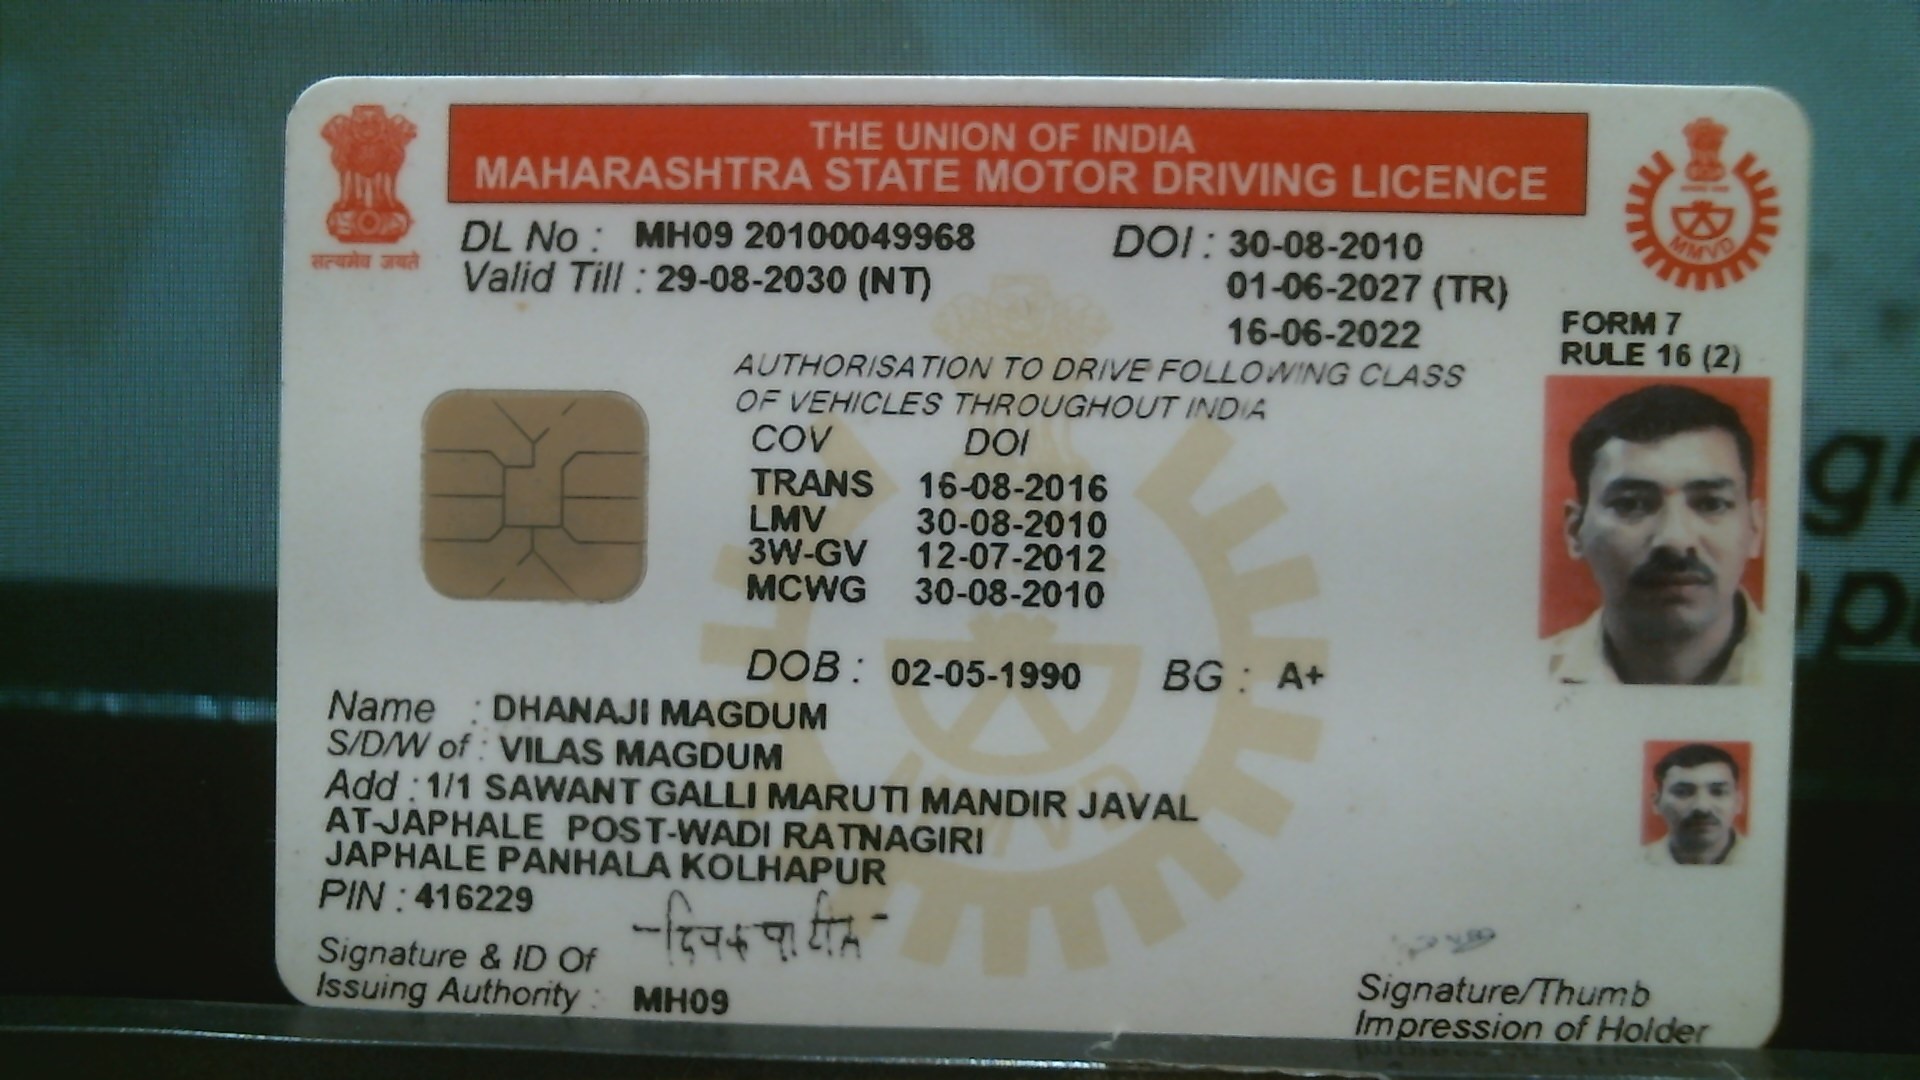 THE UNION OF INDIA
MAHARASHTRA STATE MOTOR DRIVING LICENCE
सत्यमेव जयते
MMVD
DL No : MH09 20100049968 DOI : 30-08-2010
Valid Till : 29-08-2030 (NT) 01-06-2027 (TR)
16-06-2022
FORM 7
RULE 16 (2)
AUTHORISATION TO DRIVE FOLLOWING CLASS
OF VEHICLES THROUGHOUT INDIA
COV DOI
TRANS 16-08-2016
LMV 30-08-2010
3W-GV 12-07-2012
MCWG 30-08-2010
DOB : 02-05-1990 BG : A+
Name : DHANAJI MAGDUM
S/D/W of : VILAS MAGDUM
Add : 1/1 SAWANT GALLI MARUTI MANDIR JAVAL
AT-JAPHALE POST-WADI RATNAGIRI
JAPHALE PANHALA KOLHAPUR
PIN : 416229
Signature & ID Of
Issuing Authority : MH09
Signature/Thumb
Impression of Holder